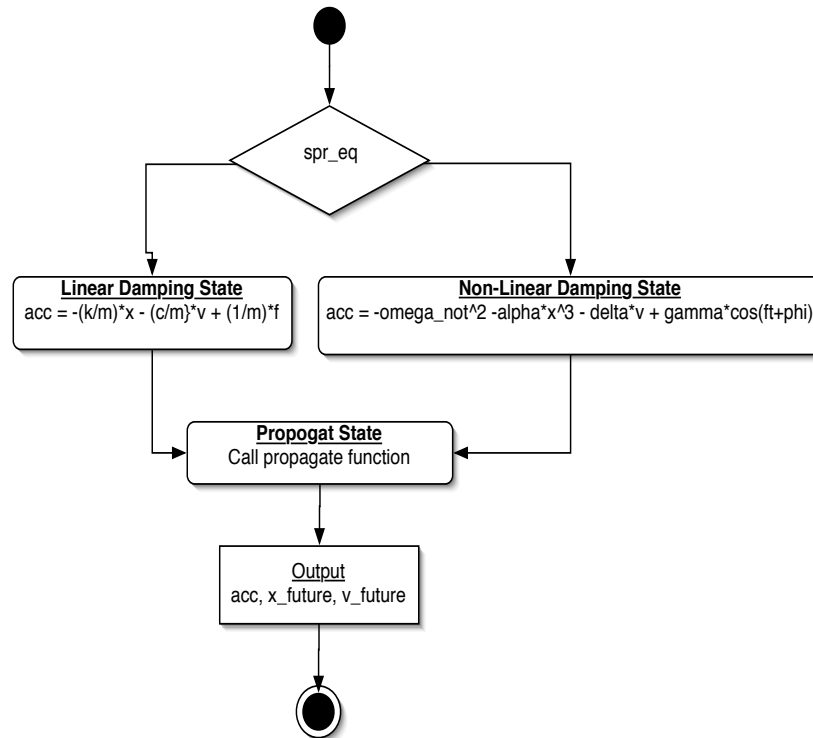 spr_eq
Linear Damping State
acc = -(k/m)*x - (c/m}*v + (1/m)*f
Non-Linear Damping State
acc = -omega_not^2 -alpha*x^3 - delta*v + gamma*cos(ft+phi)
Propogat State
Call propagate function
Output
acc, x_future, v_future